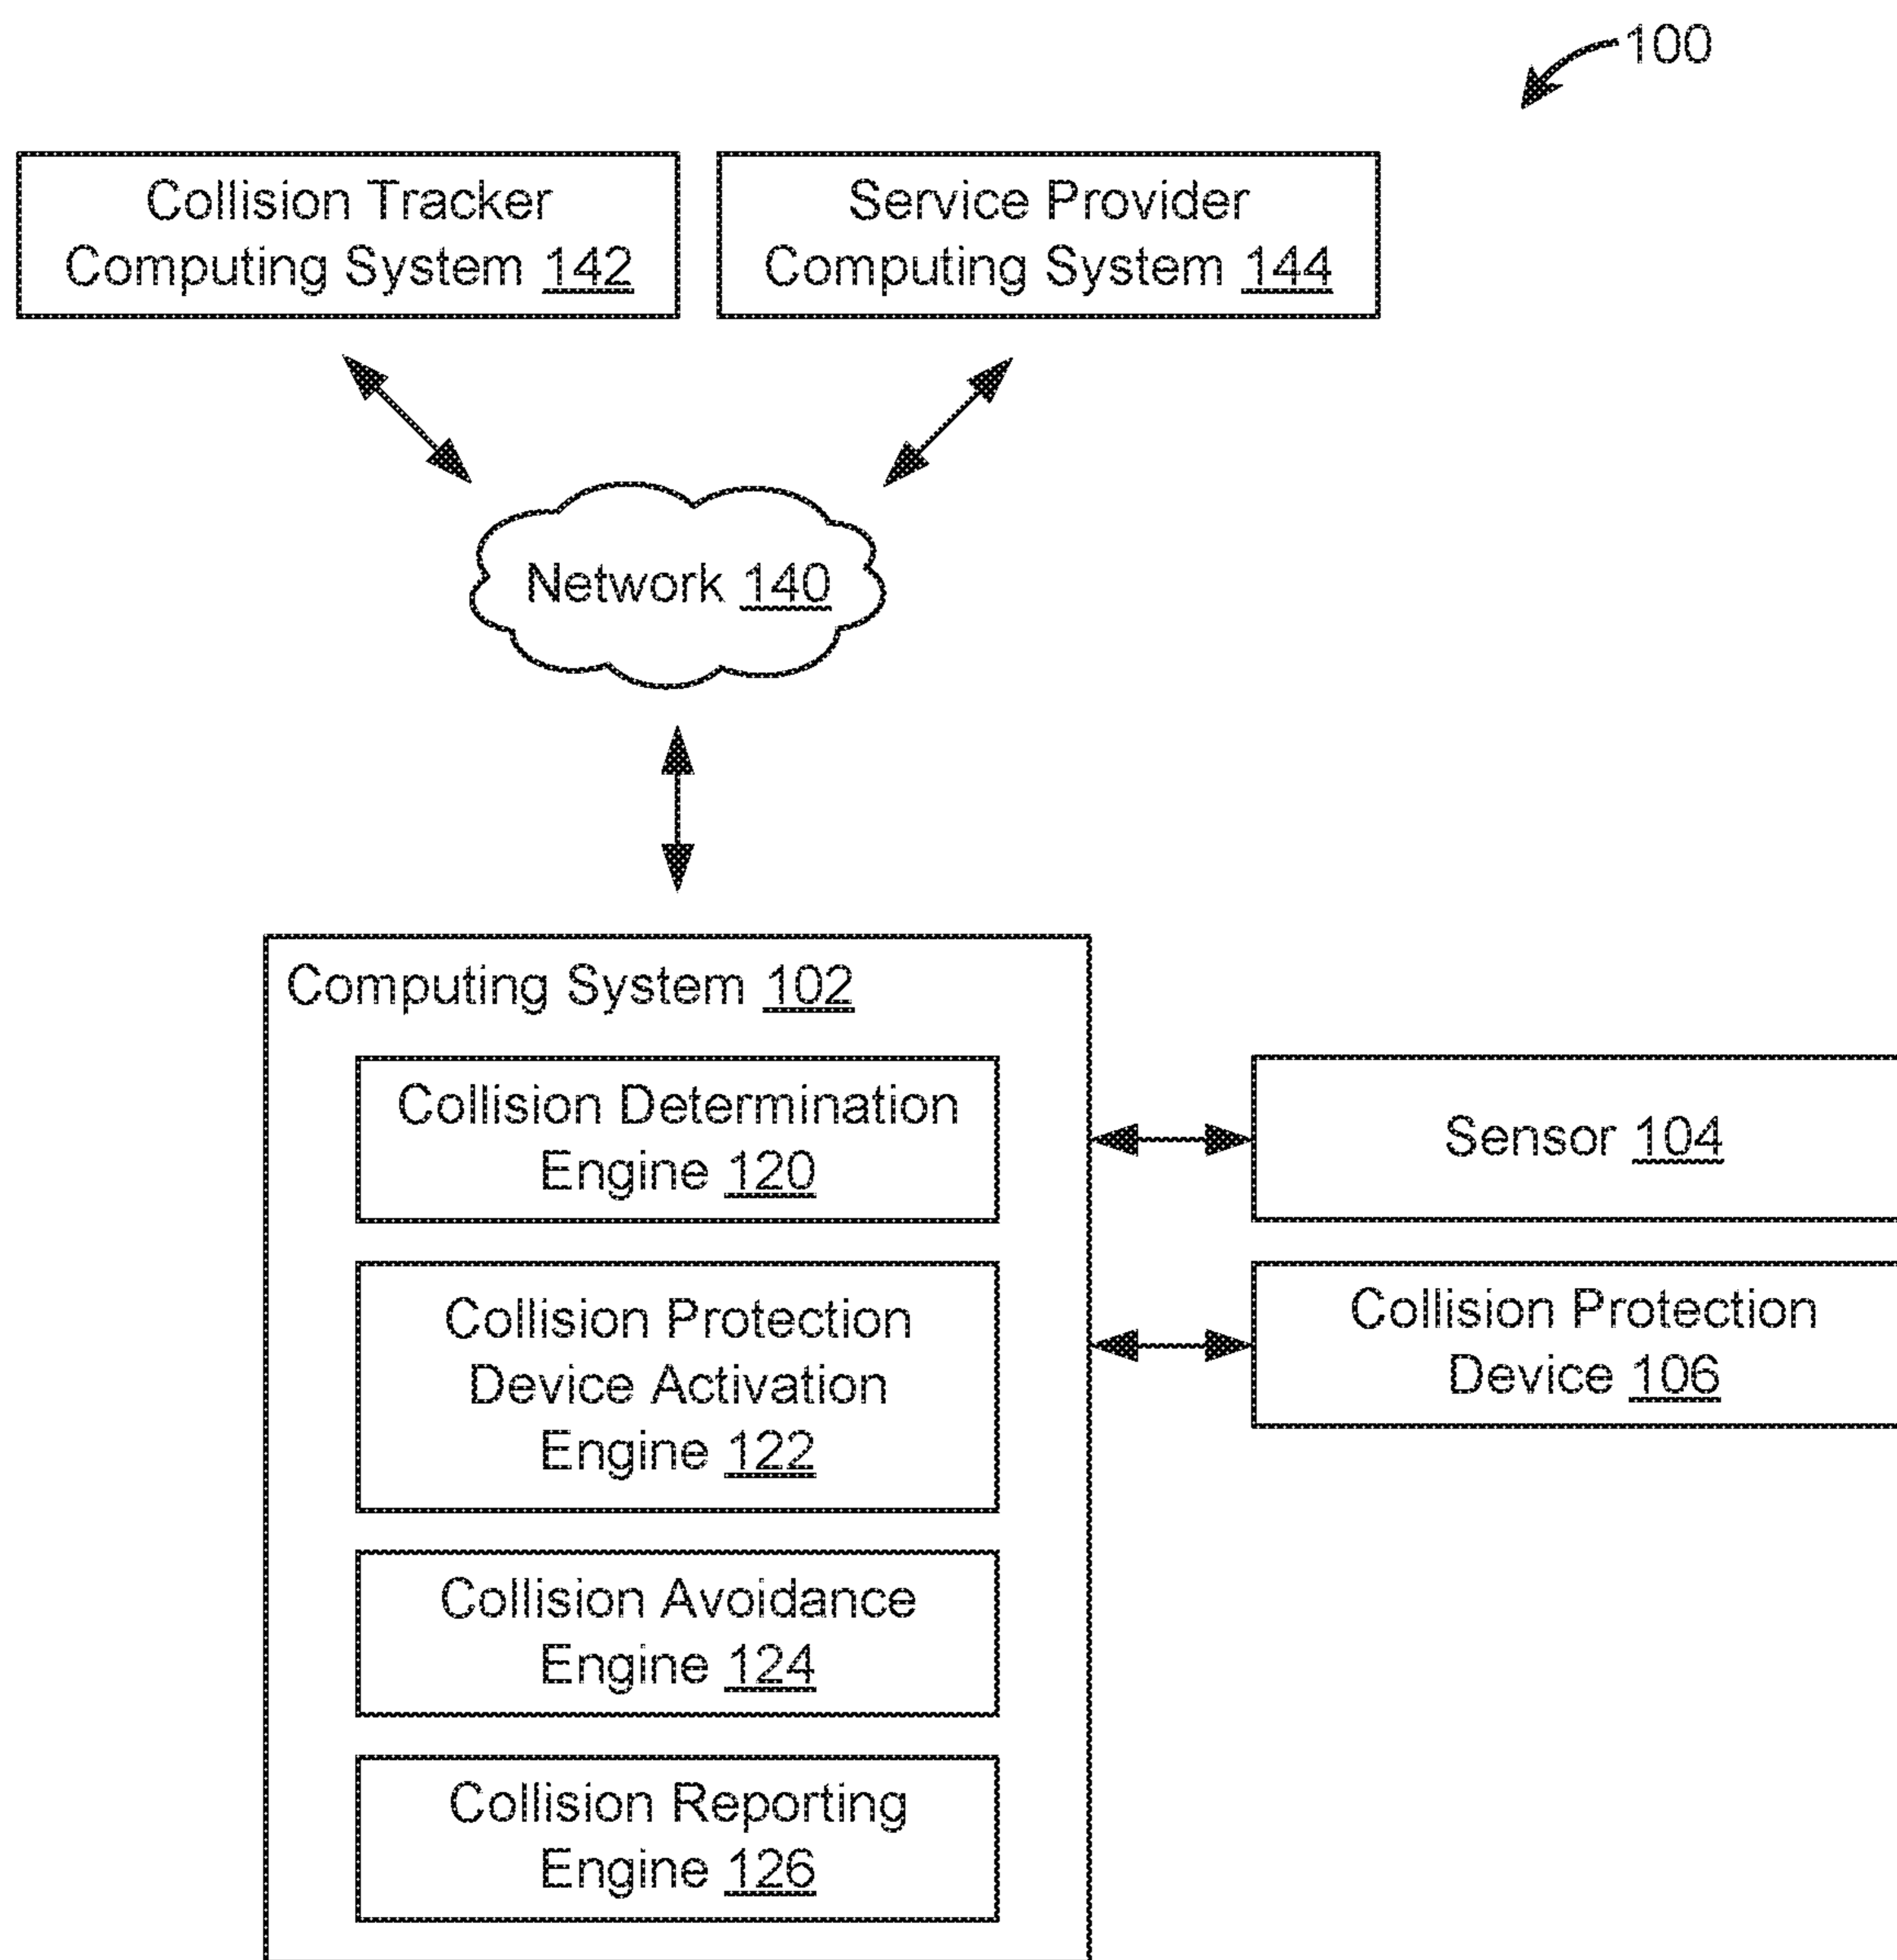 100
Collision Tracker
Computing System 142
Service Provider
Computing System 144
Network 140
Computing System 102
Collision Determination
Engine 120
Collision Protection
Device Activation
Engine 122
Collision Avoidance
Engine 124
Collision Reporting
Engine 126
Sensor 104
Collision Protection
Device 106